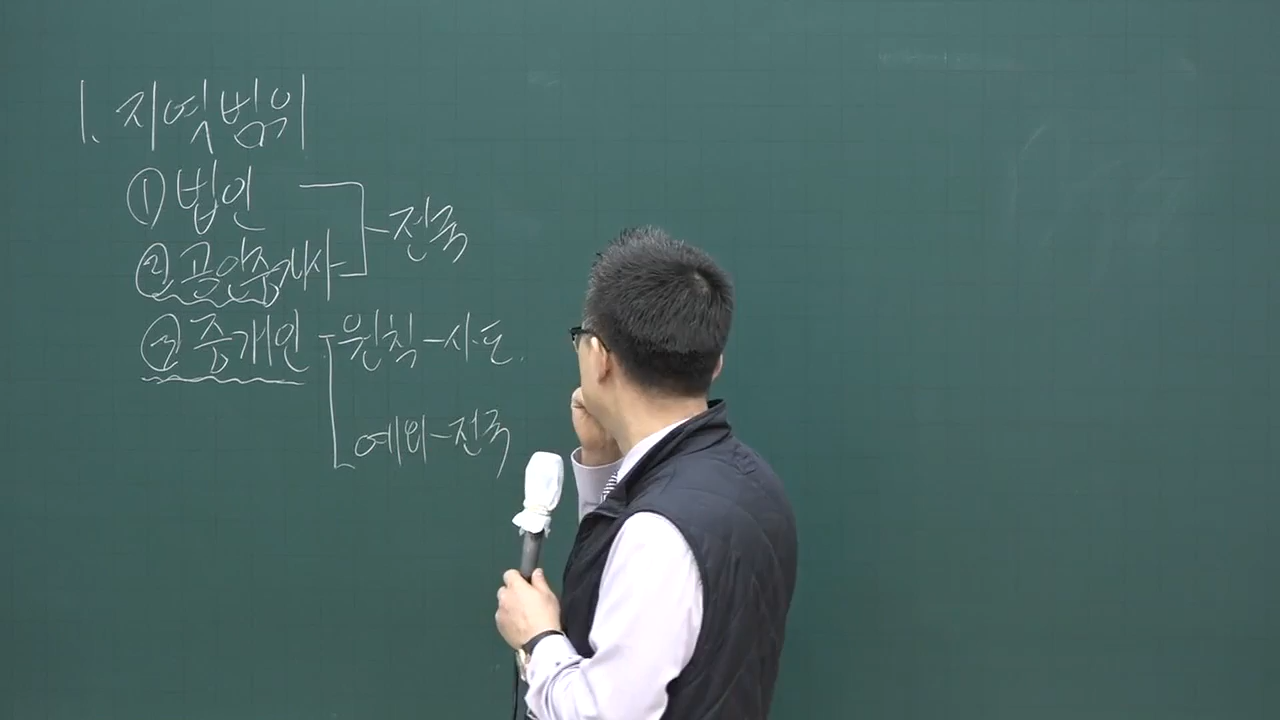 1. 지역범위
① 법인 - 전국
② 공인중개사
③ 중개인 - 원칙 - 시·도.
예외 - 전국